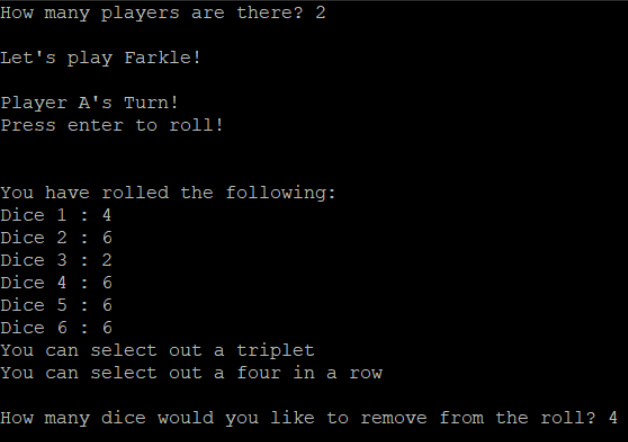 How many players are there? 2
Let's play Farkle!
Player A's Turn!
Press enter to roll!
You have rolled the following:
Dice 1 : 4
Dice 2 : 6
Dice 3 : 2
Dice 4 : 6
Dice 5 : 6
Dice 6 : 6
You can select out a triplet
You can select out a four in a row
How many dice would you like to remove from the roll? 4